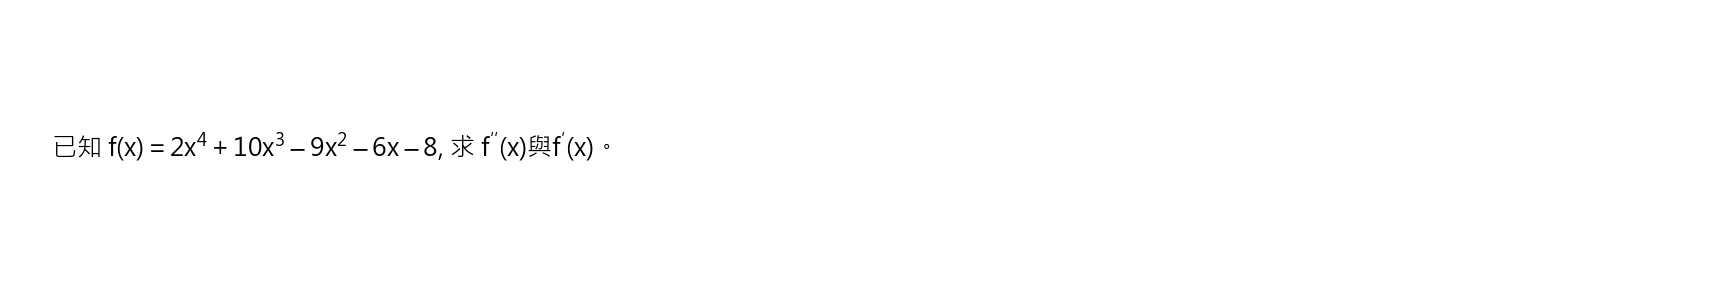 已知 f(x) = 2x⁴ + 10x³ – 9x² – 6x – 8, 求 f′′(x)與f′(x)。